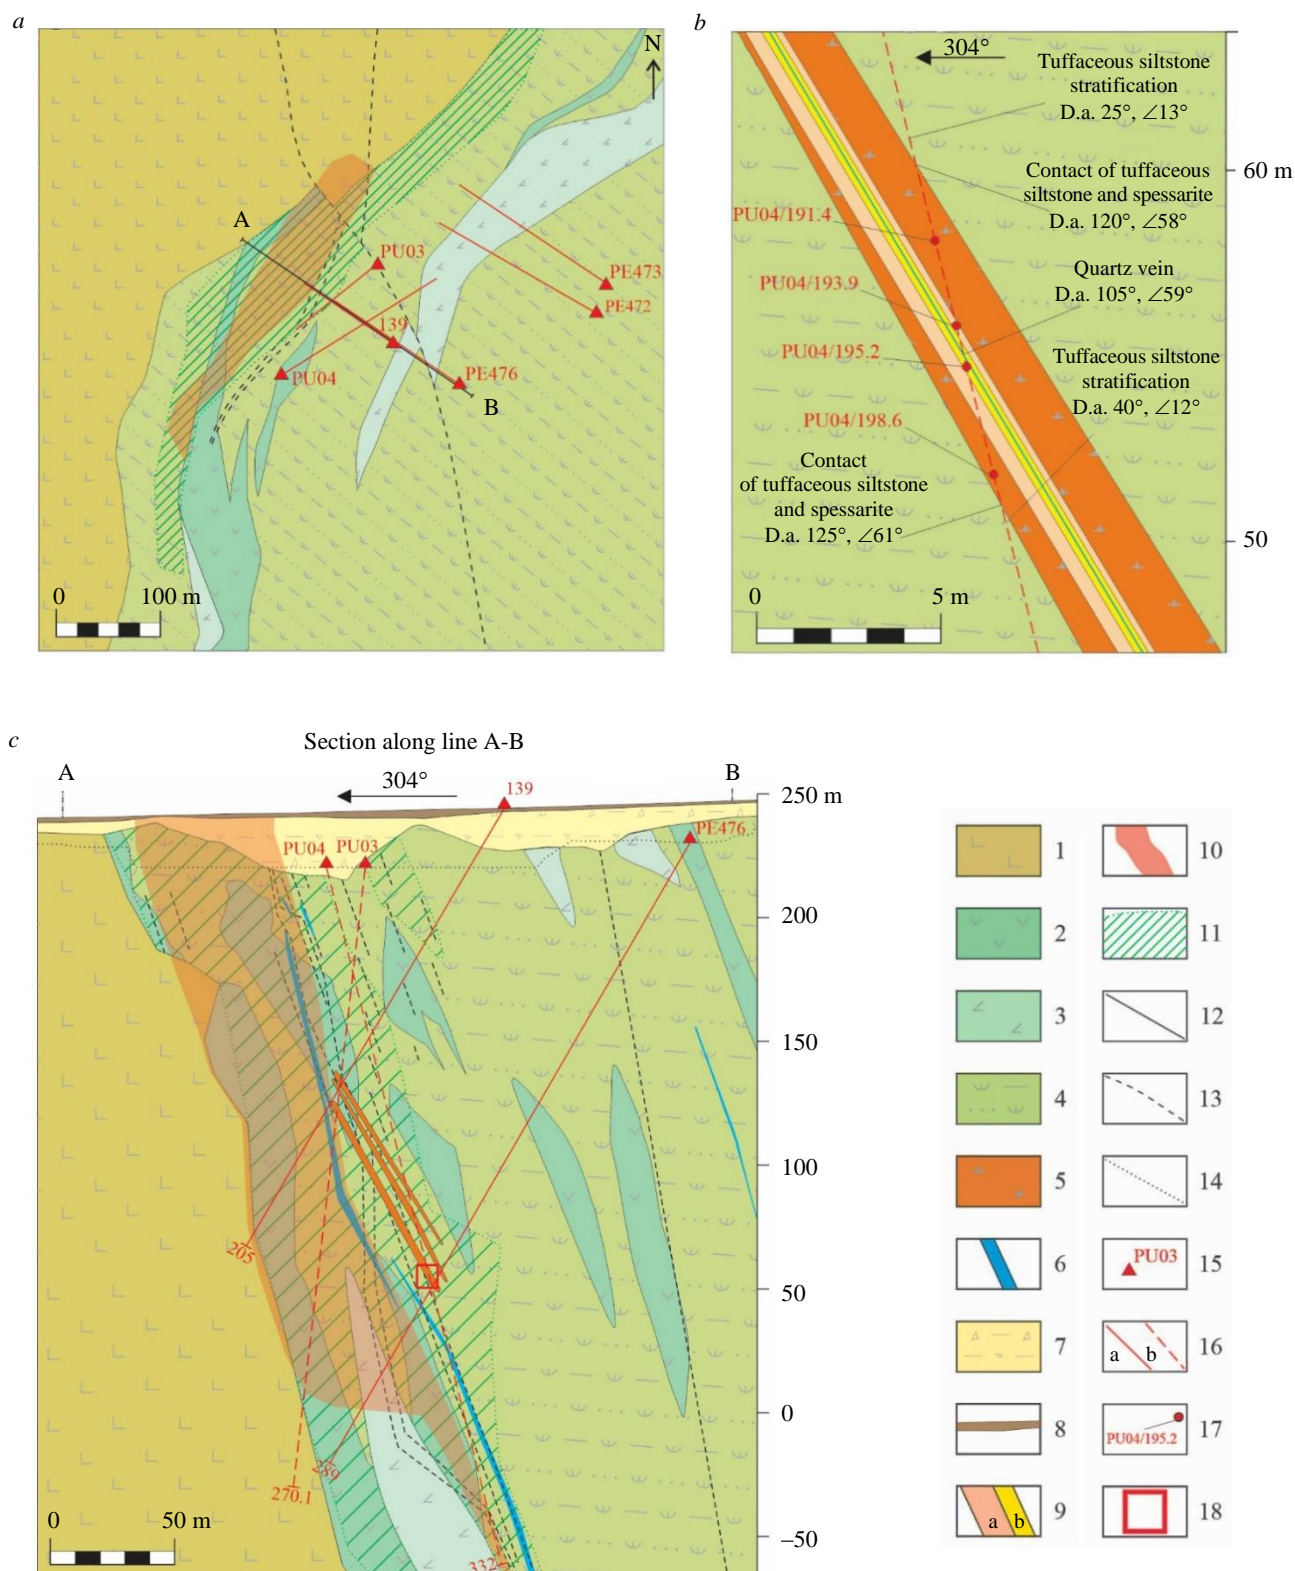 a
N
A
PU03
PE473
PE472
139
PU04
PE476
B
0
100 m
b
304°
Tuffaceous siltstone
stratification
D.a. 25°, ∠13°
60 m
Contact of tuffaceous
siltstone and spessarite
D.a. 120°, ∠58°
PU04/191.4
Quartz vein
D.a. 105°, ∠59°
PU04/193.9
PU04/195.2
Tuffaceous siltstone
stratification
D.a. 40°, ∠12°
PU04/198.6
Contact
of tuffaceous siltstone
and spessarite
D.a. 125°, ∠61°
50
0
5 m
c
Section along line A-B
A
304°
139
B
250 m
PE476
PU04
PU03
200
150
100
50
0
–50
205
289
270.1
332
0
50 m
1
2
3
4
5
6
7
8
a
b
9
10
11
12
13
14
PU03
15
a
b
16
PU04/195.2
17
18